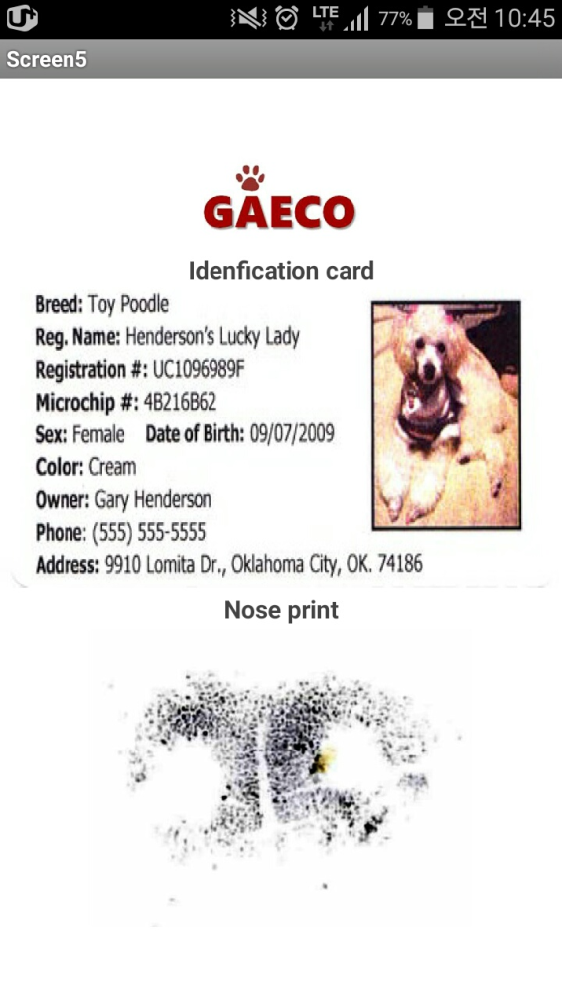 LTE 77% 오전 10:45
Screen5
GAECO
Idenfication card
Breed: Toy Poodle
Reg. Name: Henderson's Lucky Lady
Registration #: UC1096989F
Microchip #: 4B216B62
Sex: Female Date of Birth: 09/07/2009
Color: Cream
Owner: Gary Henderson
Phone: (555) 555-5555
Address: 9910 Lomita Dr., Oklahoma City, OK. 74186
Nose print